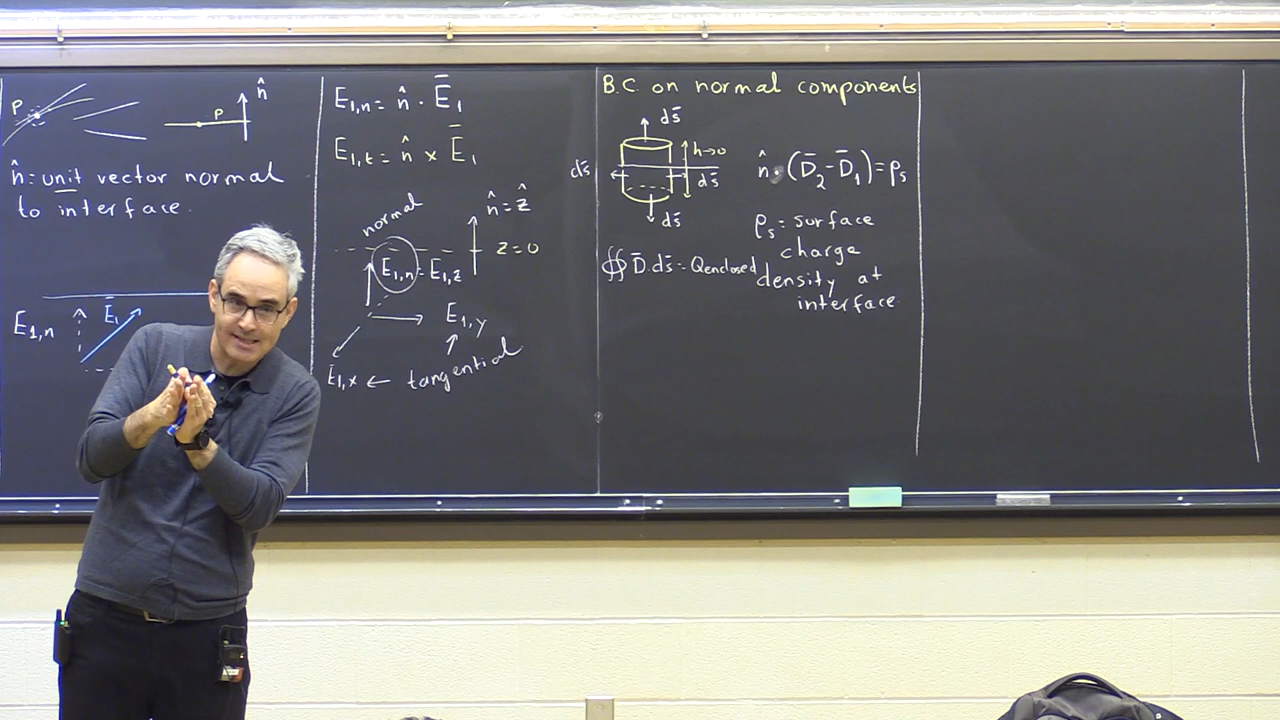 P
P
n̂
n̂: unit vector normal
to interface.
E1,n
Ē1
E1,n = n̂ · Ē1
E1,t = n̂ x Ē1
normal
n̂ = ẑ
z=0
E1,n = E1,z
E1,y
E1,x ← tangential
B.C. on normal components
ds̄
h→0
ds̄
ds̄
ds̄
n̂ · (D̄2 - D̄1) = ρs
ρs = surface
charge
density at
interface.
∯ D̄.ds̄ = Qenclosed